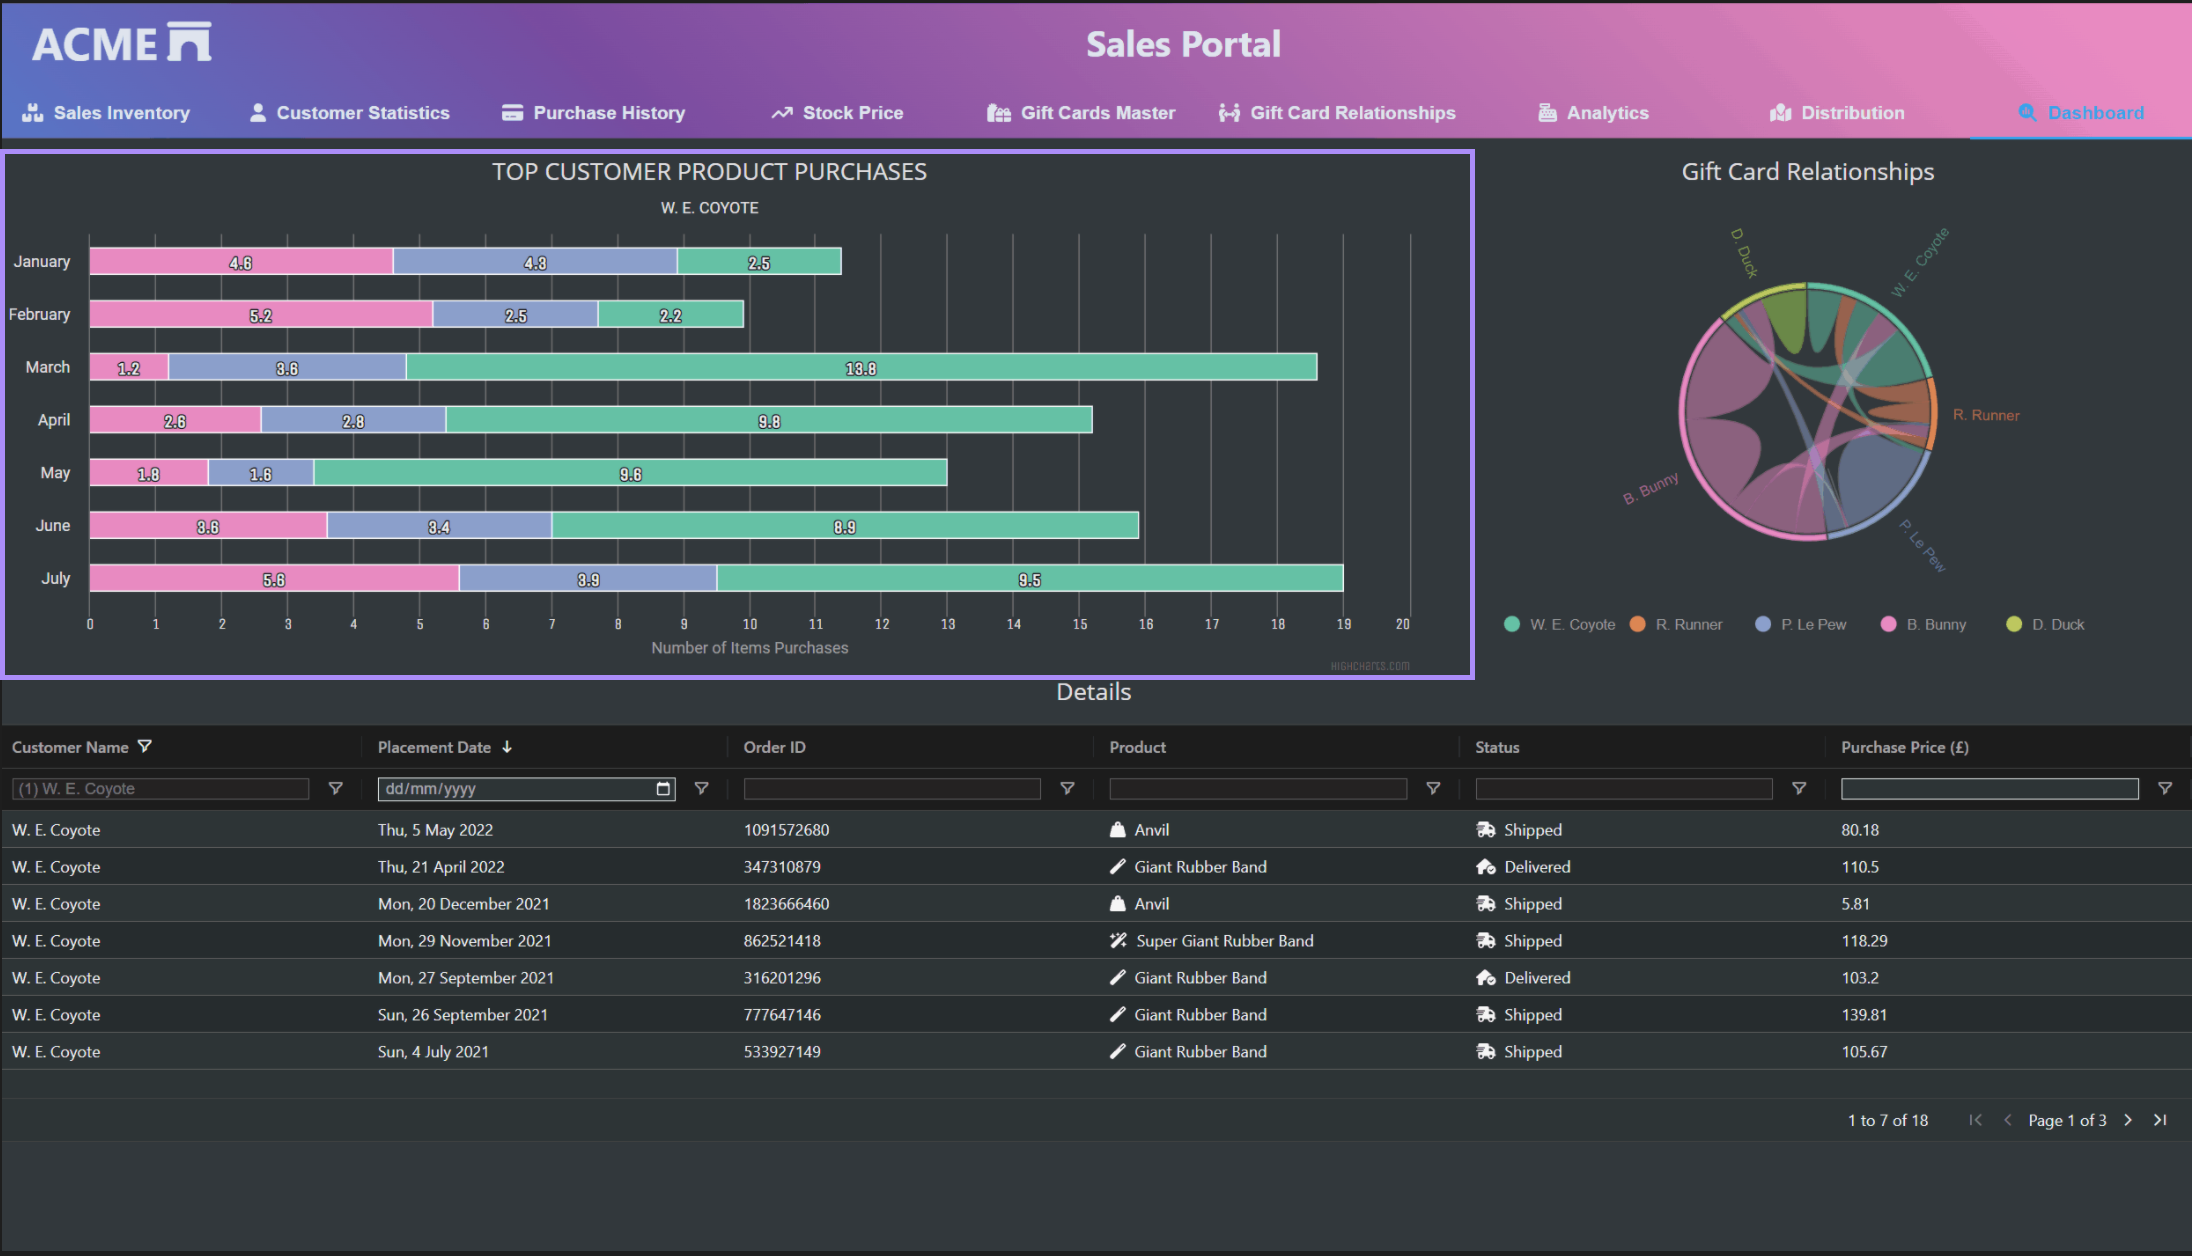 ACME
Sales Portal
Sales Inventory Customer Statistics Purchase History Stock Price Gift Cards Master Gift Card Relationships Analytics Distribution Dashboard
TOP CUSTOMER PRODUCT PURCHASES
W. E. COYOTE
January 4.6 4.3 2.5
February 5.2 2.5 2.2
March 1.2 3.6 13.8
April 2.6 2.8 9.8
May 1.8 1.6 9.6
June 3.6 3.4 8.9
July 5.6 3.9 9.5
0 1 2 3 4 5 6 7 8 9 10 11 12 13 14 15 16 17 18 19 20
Number of Items Purchases
Highcharts.com
Gift Card Relationships
D. Duck
W. E. Coyote
R. Runner
B. Bunny
P. Le Pew
W. E. Coyote R. Runner P. Le Pew B. Bunny D. Duck
Details
Customer Name Placement Date Order ID Product Status Purchase Price (£)
(1) W. E. Coyote dd/mm/yyyy
W. E. Coyote Thu, 5 May 2022 1091572680 Anvil Shipped 80.18
W. E. Coyote Thu, 21 April 2022 347310879 Giant Rubber Band Delivered 110.5
W. E. Coyote Mon, 20 December 2021 1823666460 Anvil Shipped 5.81
W. E. Coyote Mon, 29 November 2021 862521418 Super Giant Rubber Band Shipped 118.29
W. E. Coyote Mon, 27 September 2021 316201296 Giant Rubber Band Delivered 103.2
W. E. Coyote Sun, 26 September 2021 777647146 Giant Rubber Band Shipped 139.81
W. E. Coyote Sun, 4 July 2021 533927149 Giant Rubber Band Shipped 105.67
1 to 7 of 18 Page 1 of 3